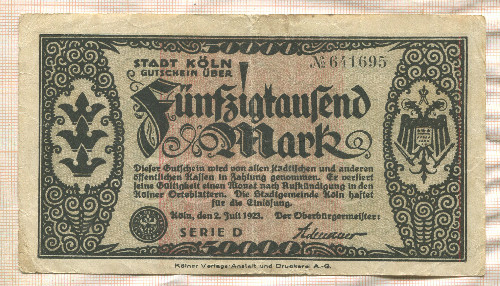 50000
STADT KÖLN
GUTSCHEIN ÜBER
№ 641695
Fünfzigtausend
Mark
Dieser Gutschein wird von allen städtischen und anderen
öffentlichen Kassen in Zahlung genommen. Er verliert
seine Gültigkeit einen Monat nach Aufkündigung in den
Kölner Ortsblättern. Die Stadtgemeinde Köln haftet
für die Einlösung.
Köln, den 2. Juli 1923. Der Oberbürgermeister:
SERIE D
Adenauer
50000
Kölner Verlags-Anstalt und Druckerei A.-G.